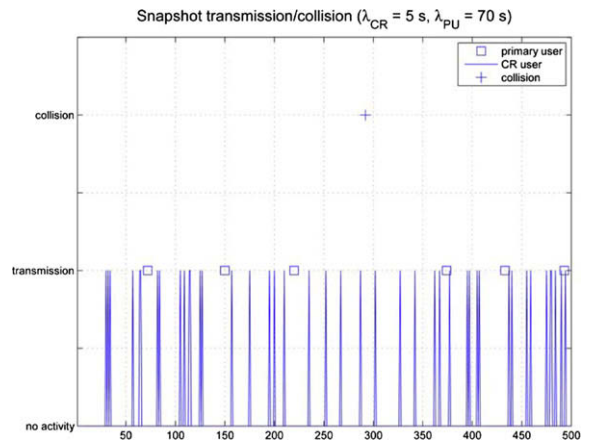 Snapshot transmission/collision (λCR = 5 s, λPU = 70 s)
primary user
CR user
collision
collision
transmission
no activity
50 100 150 200 250 300 350 400 450 500